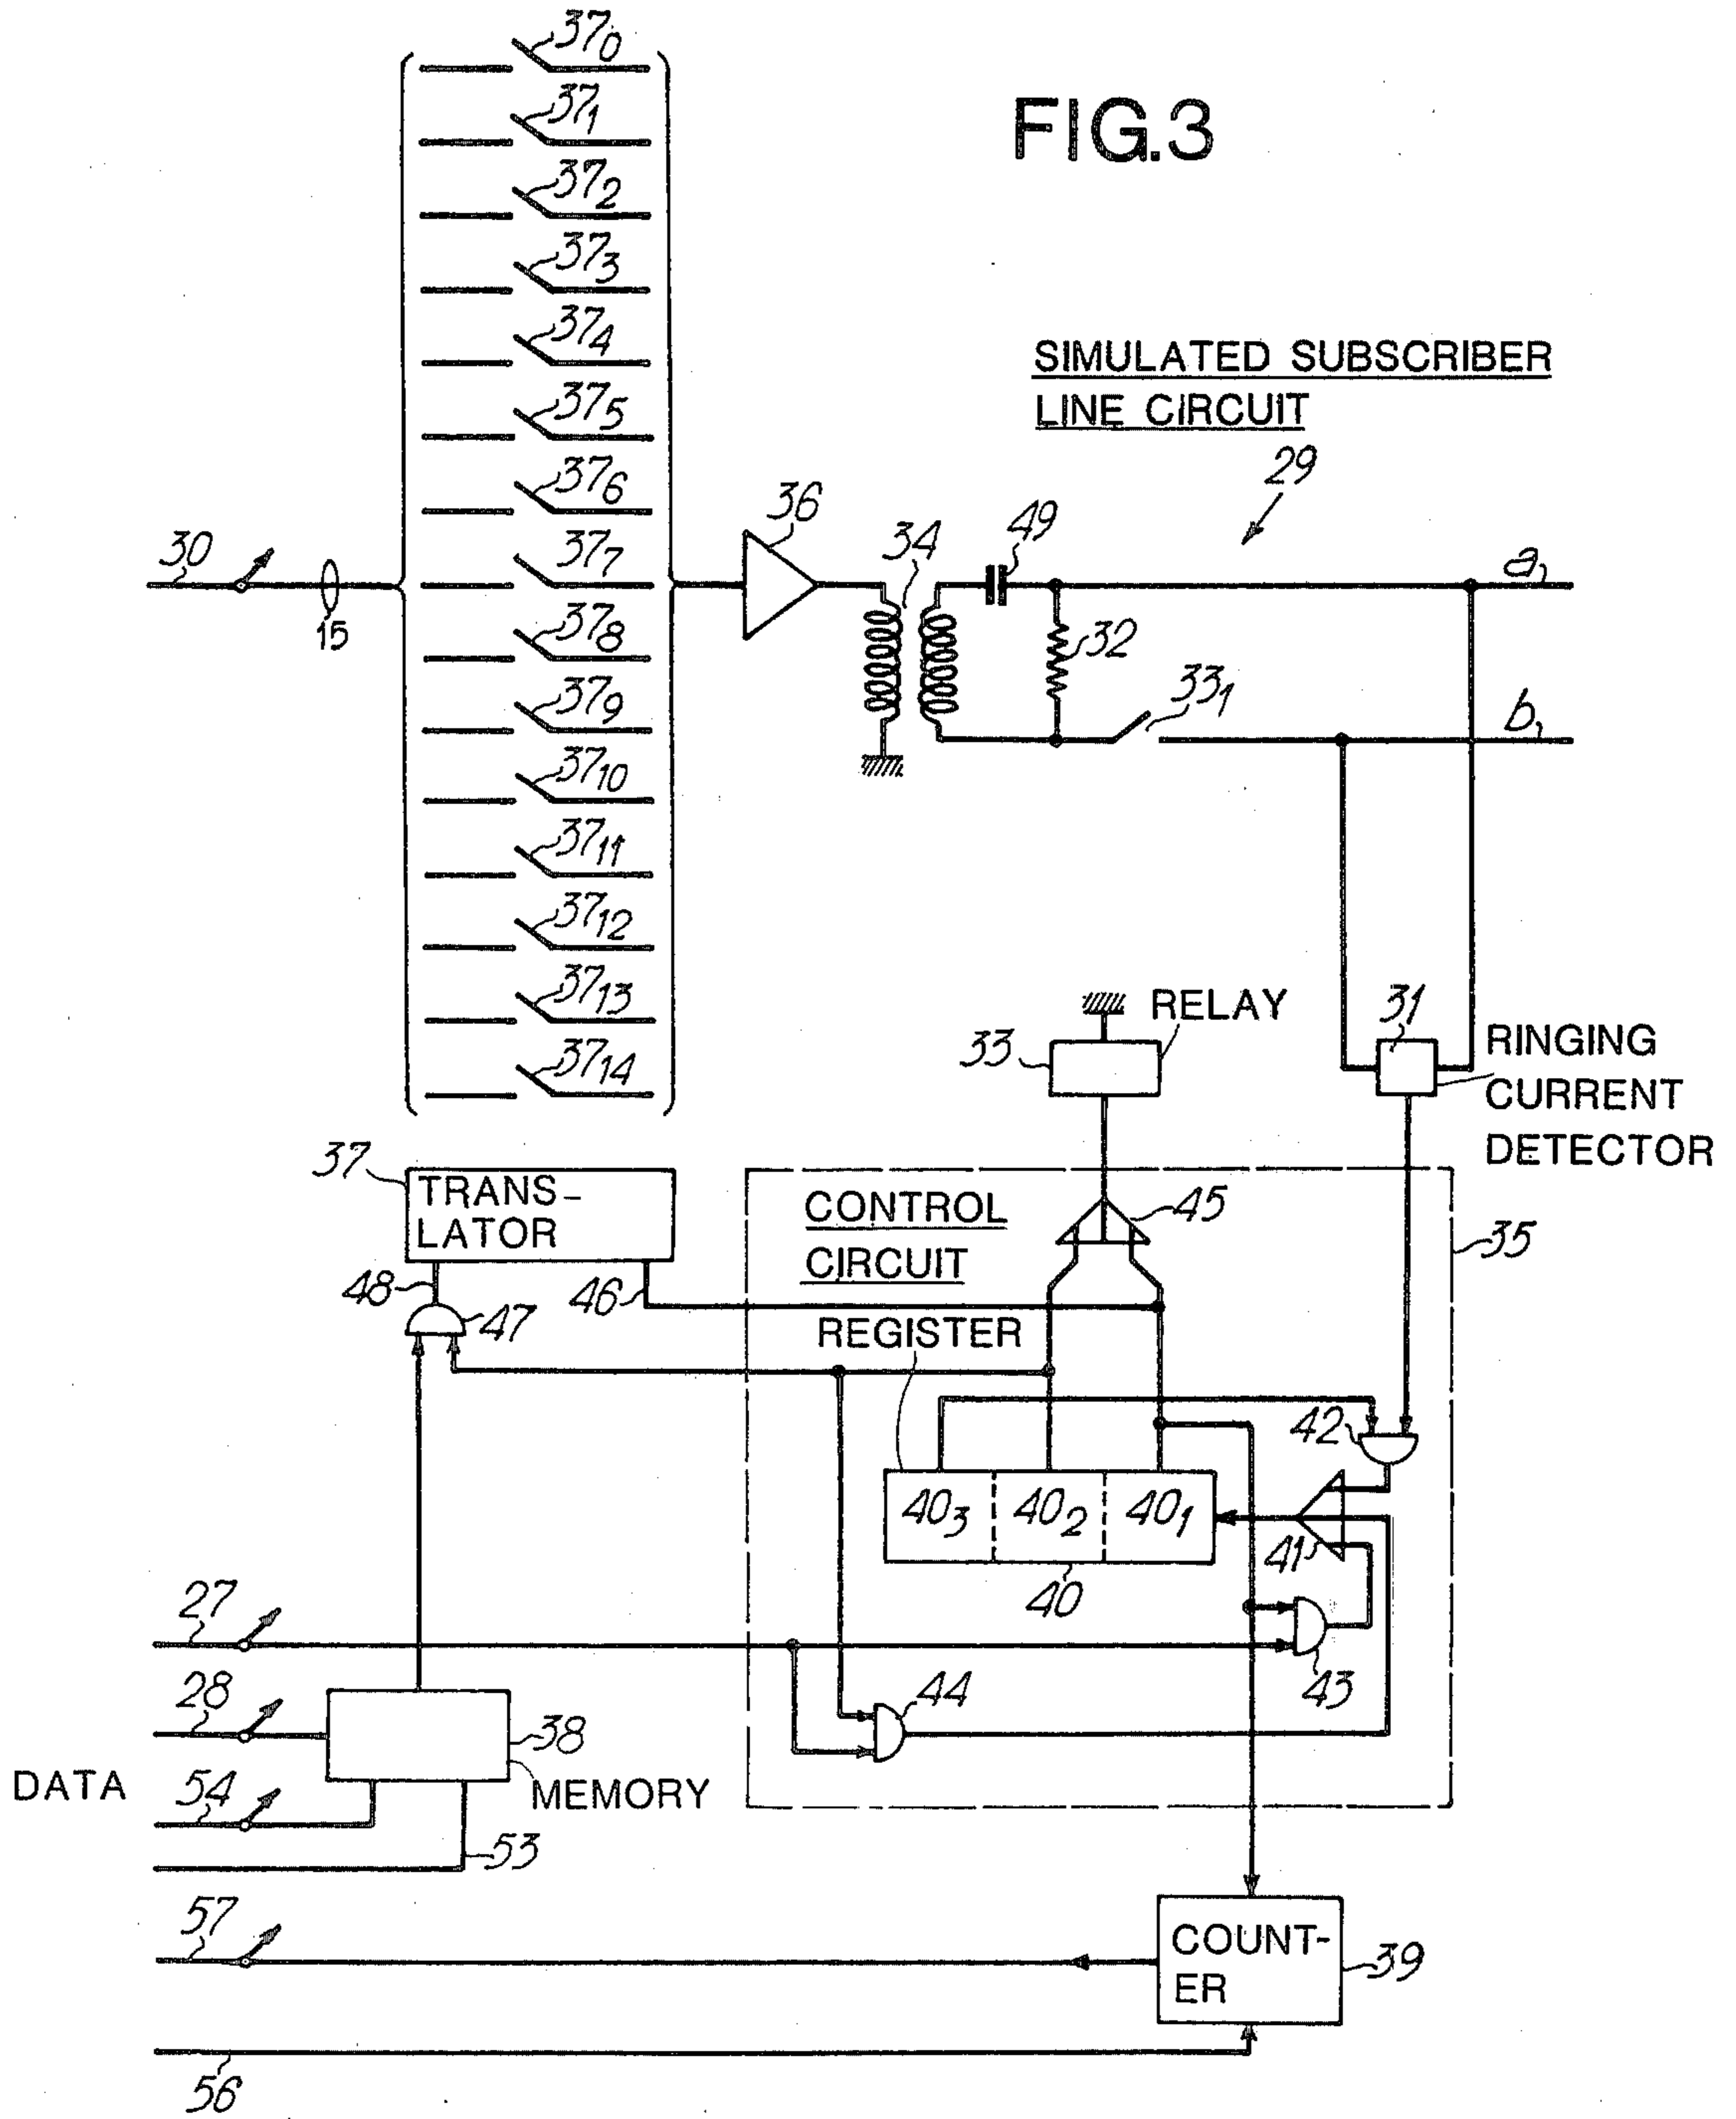 FIG.3
37₀
37₁
37₂
37₃
37₄
37₅
37₆
37₇
37₈
37₉
37₁₀
37₁₁
37₁₂
37₁₃
37₁₄
SIMULATED SUBSCRIBER
LINE CIRCUIT
29
30
15
36
34
49
32
33₁
a₁
b₁
33
RELAY
31
RINGING
CURRENT
DETECTOR
37
TRANS-
LATOR
48
47
46
CONTROL
CIRCUIT
45
35
REGISTER
42
40₃
40₂
40₁
40
41
43
44
27
28
38
MEMORY
DATA
54
53
57
COUNT-
ER
39
56